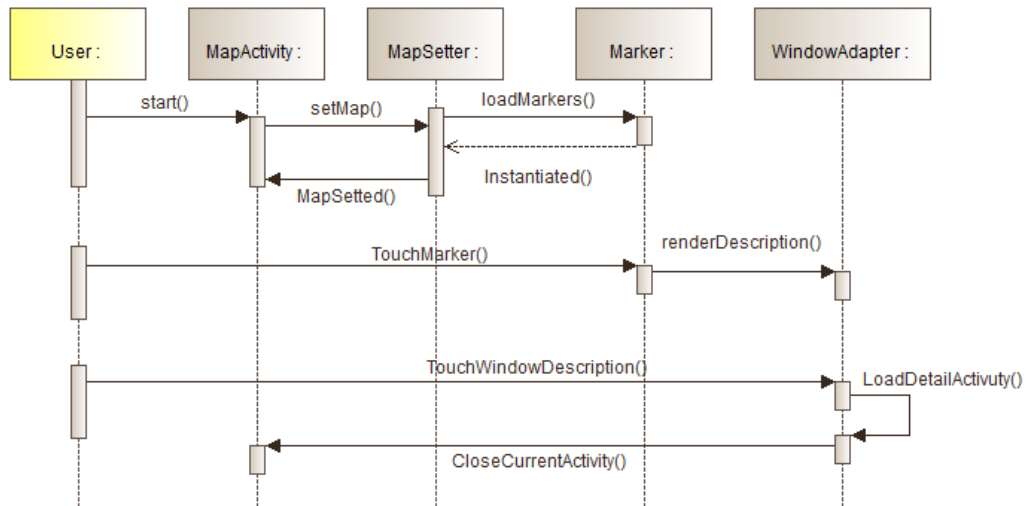 User :
MapActivity :
MapSetter :
Marker :
WindowAdapter :
start()
setMap()
loadMarkers()
Instantiated()
MapSetted()
renderDescription()
TouchMarker()
TouchWindowDescription()
LoadDetailActivuty()
CloseCurrentActivity()